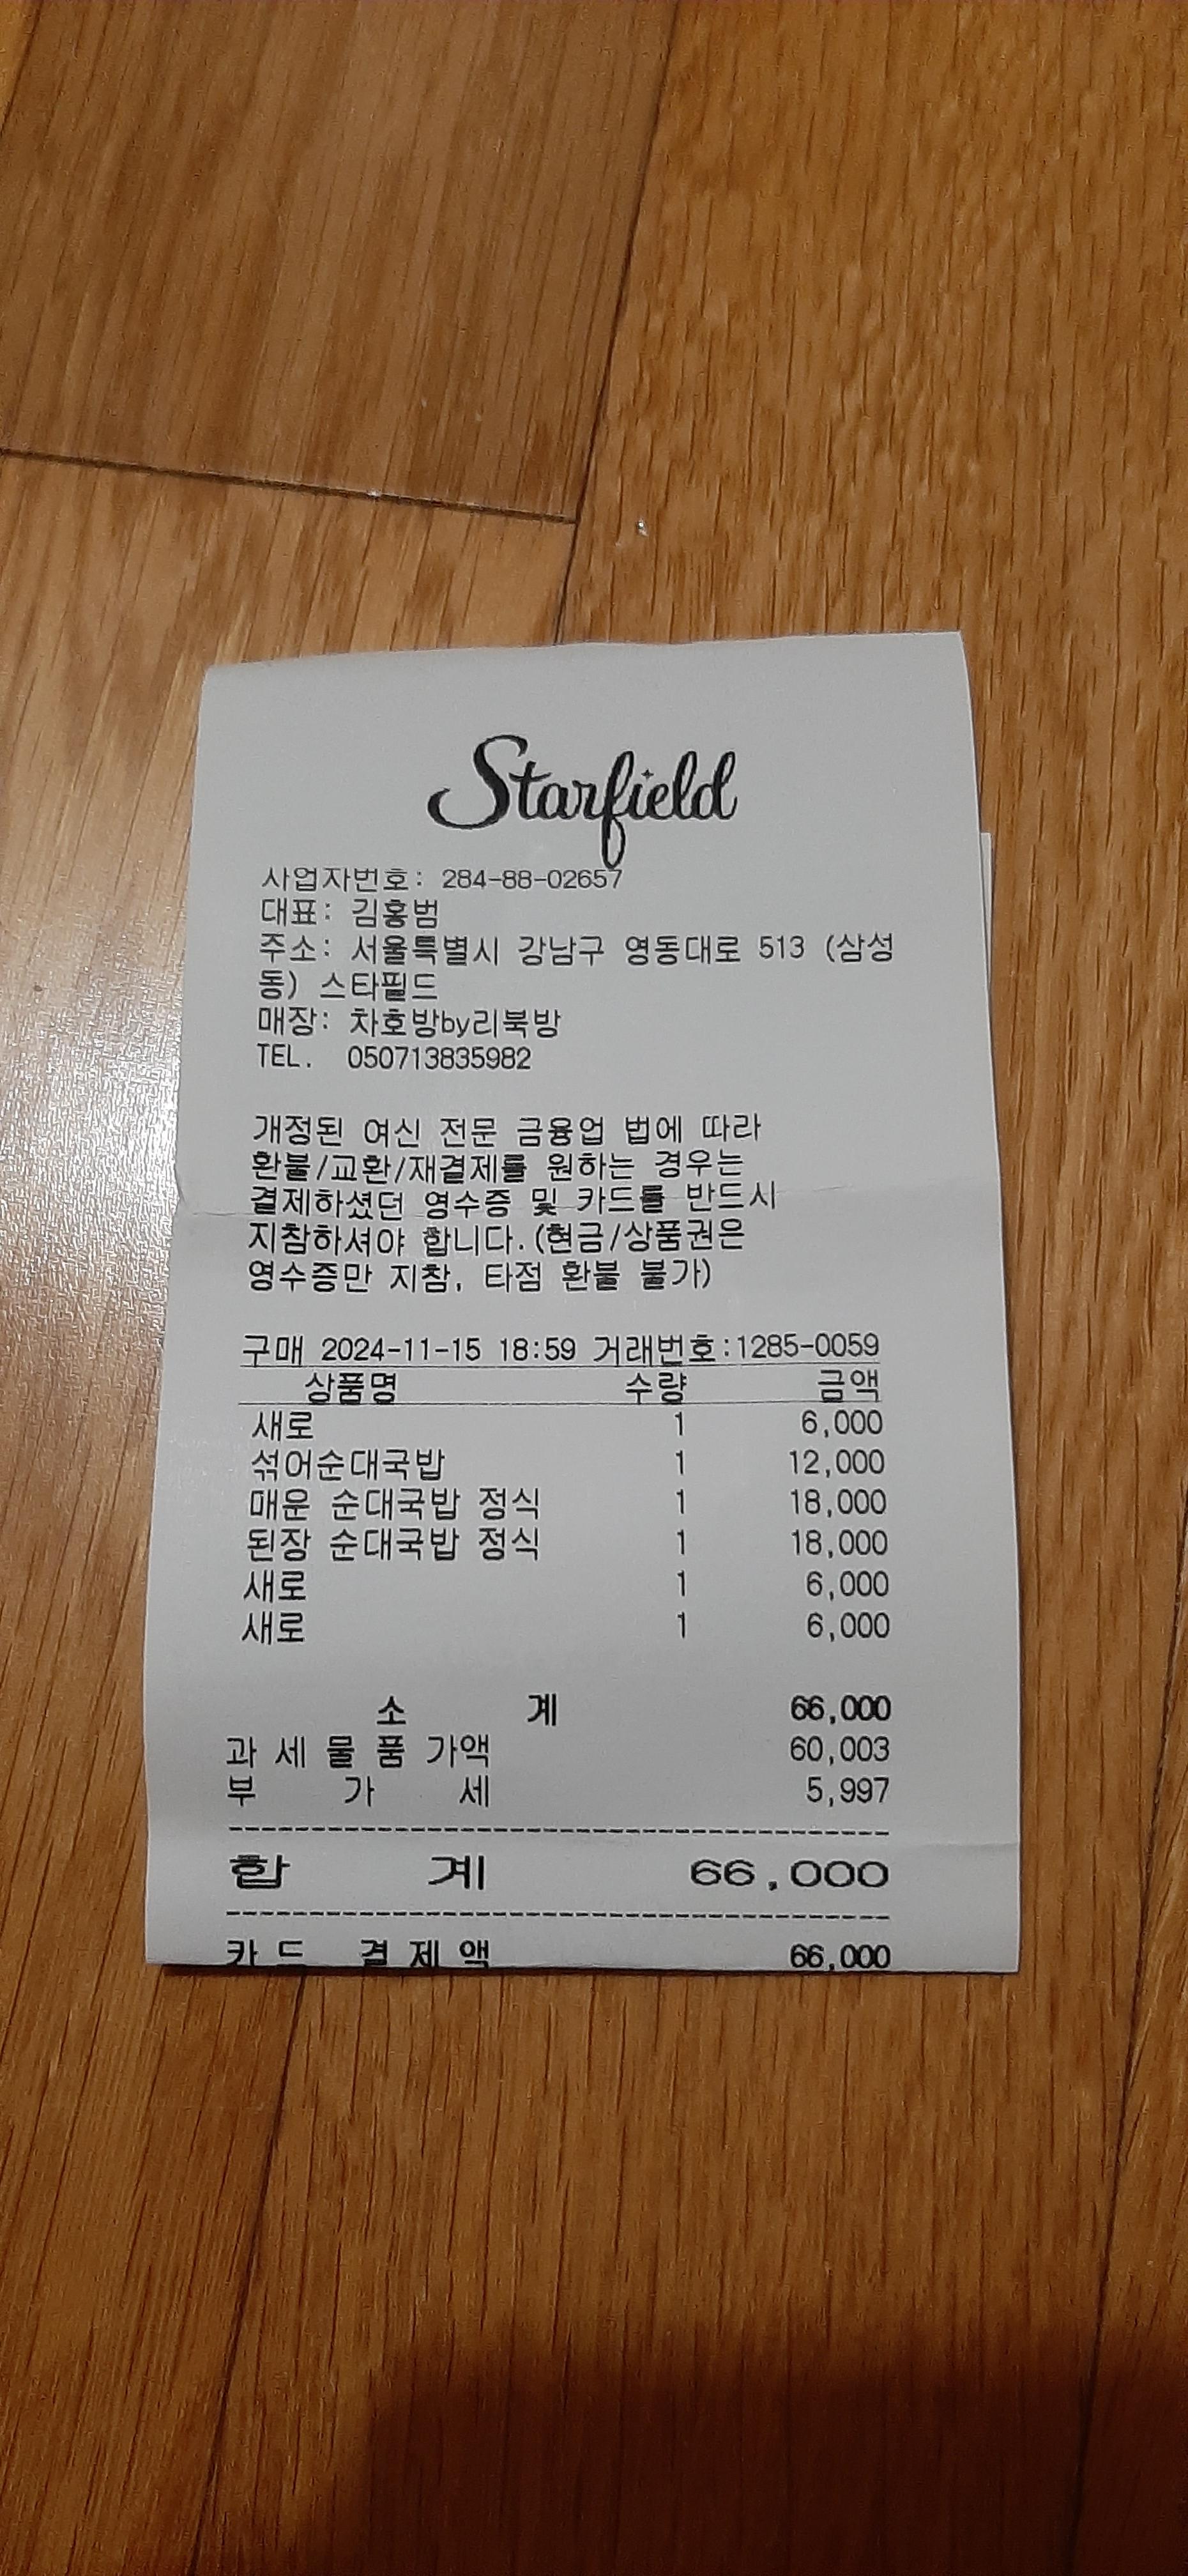 Starfield
사업자번호: 284-88-02657
대표: 김홍범
주소: 서울특별시 강남구 영동대로 513 (삼성
동) 스타필드
매장: 차호방by리북방
TEL. 050713835982
개정된 여신 전문 금융업 법에 따라
환불/교환/재결제를 원하는 경우는
결제하셨던 영수증 및 카드를 반드시
지참하셔야 합니다.(현금/상품권은
영수증만 지참, 타점 환불 불가)
구매 2024-11-15 18:59 거래번호:1285-0059
상품명 수량 금액
새로 1 6,000
섞어순대국밥 1 12,000
매운 순대국밥 정식 1 18,000
된장 순대국밥 정식 1 18,000
새로 1 6,000
새로 1 6,000
소 계 66,000
과 세 물 품 가액 60,003
부 가 세 5,997
합 계 66,000
카 드 결 제 액 66,000